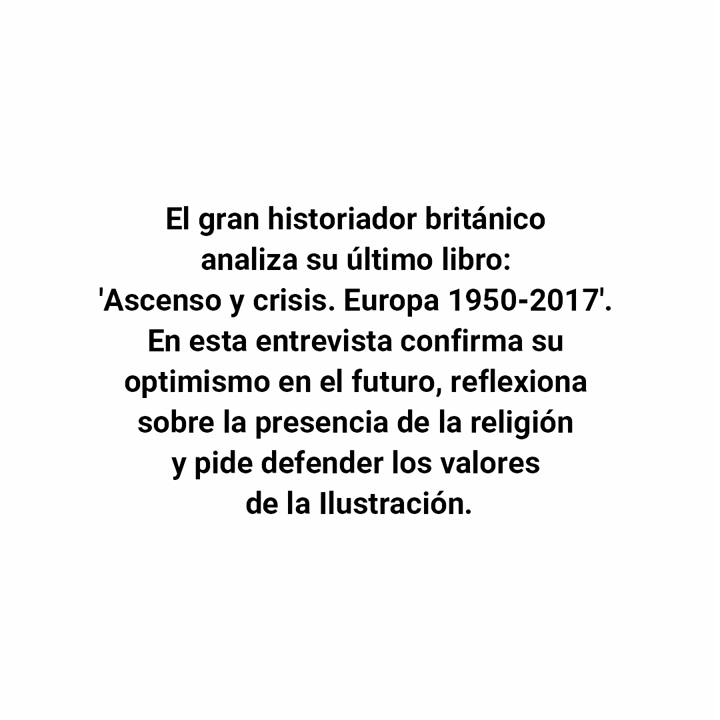 El gran historiador británico
analiza su último libro:
'Ascenso y crisis. Europa 1950-2017'.
En esta entrevista confirma su
optimismo en el futuro, reflexiona
sobre la presencia de la religión
y pide defender los valores
de la Ilustración.